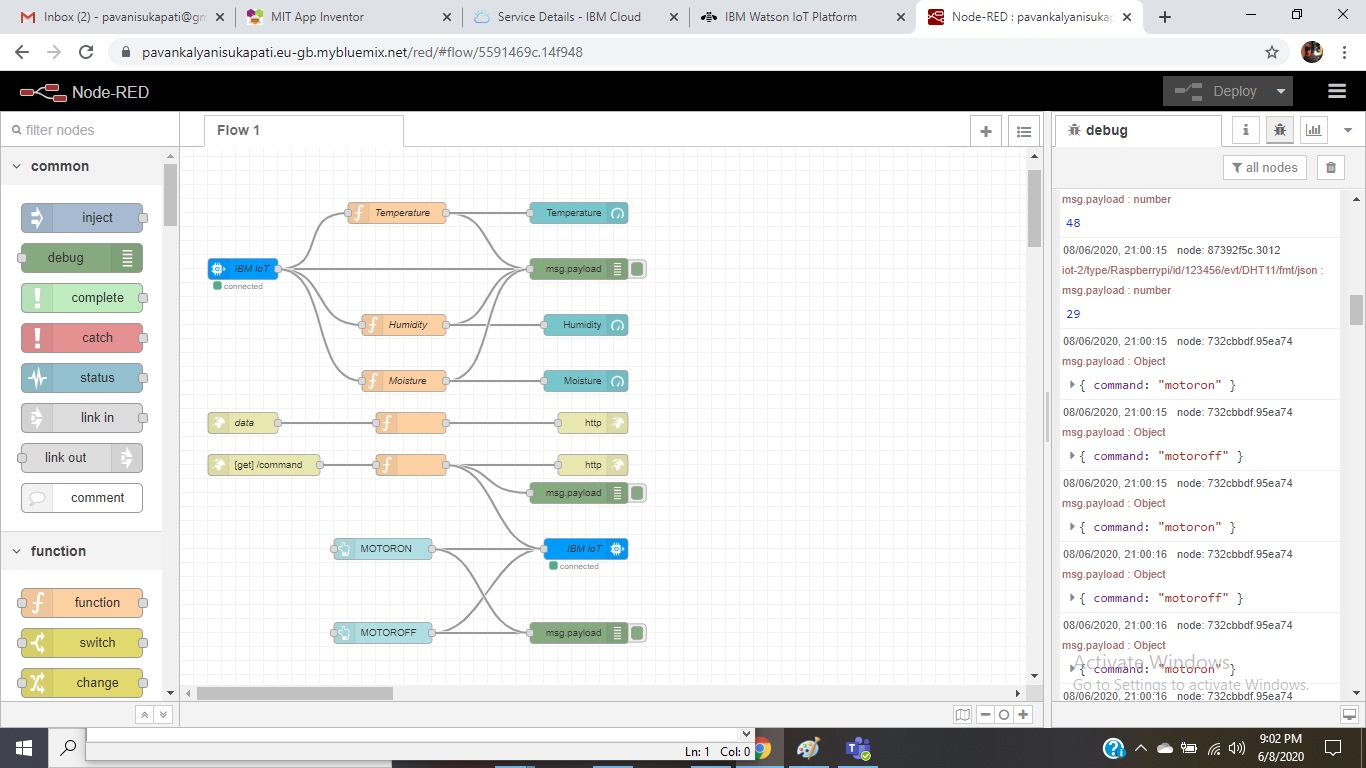 Inbox (2) - pavanisukapati@gm
MIT App Inventor
Service Details - IBM Cloud
IBM Watson IoT Platform
Node-RED : pavankalyanisukap
pavankalyanisukapati.eu-gb.mybluemix.net/red/#flow/5591469c.14f948
Node-RED
Deploy
filter nodes
Flow 1
debug
i
all nodes
common
inject
debug
complete
catch
status
link in
link out
comment
function
function
switch
change
Temperature
Temperature
IBM IoT
connected
msg.payload
Humidity
Humidity
Moisture
Moisture
data
http
[get] /command
http
msg.payload
MOTORON
IBM IoT
connected
MOTOROFF
msg.payload
msg.payload : number
48
08/06/2020, 21:00:15 node: 87392f5c.3012
iot-2/type/Raspberrypi/id/123456/evt/DHT11/fmt/json :
msg.payload : number
29
08/06/2020, 21:00:15 node: 732cbbdf.95ea74
msg.payload : Object
{ command: "motoron" }
08/06/2020, 21:00:15 node: 732cbbdf.95ea74
msg.payload : Object
{ command: "motoroff" }
08/06/2020, 21:00:15 node: 732cbbdf.95ea74
msg.payload : Object
{ command: "motoron" }
08/06/2020, 21:00:16 node: 732cbbdf.95ea74
msg.payload : Object
{ command: "motoroff" }
08/06/2020, 21:00:16 node: 732cbbdf.95ea74
msg.payload : Object
{ command: "motoron" }
08/06/2020, 21:00:16 node: 732cbbdf.95ea74
Activate Windows
Go to Settings to activate Windows.
Ln: 1 Col: 0
9:02 PM
6/8/2020